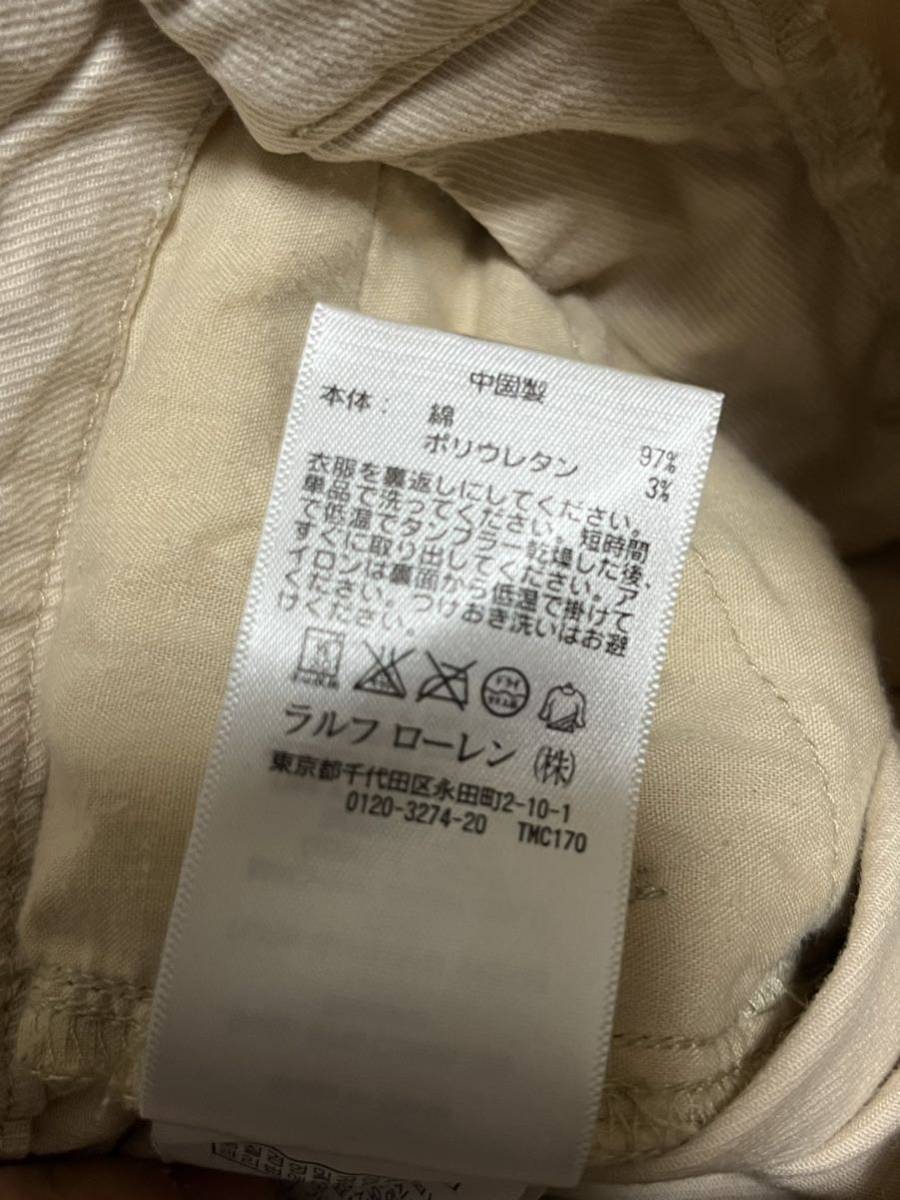 中国製
本体： 綿 97%
ポリウレタン 3%
衣服を裏返しにしてください。
単品で洗ってください。短時間
で低温でタンブラー乾燥した後、
すぐに取り出してください。ア
イロンは裏面から低温で掛けて
ください。つけおき洗いはお避
けください。
ラルフ ローレン (株)
東京都千代田区永田町2-10-1
0120-3274-20 TMC170